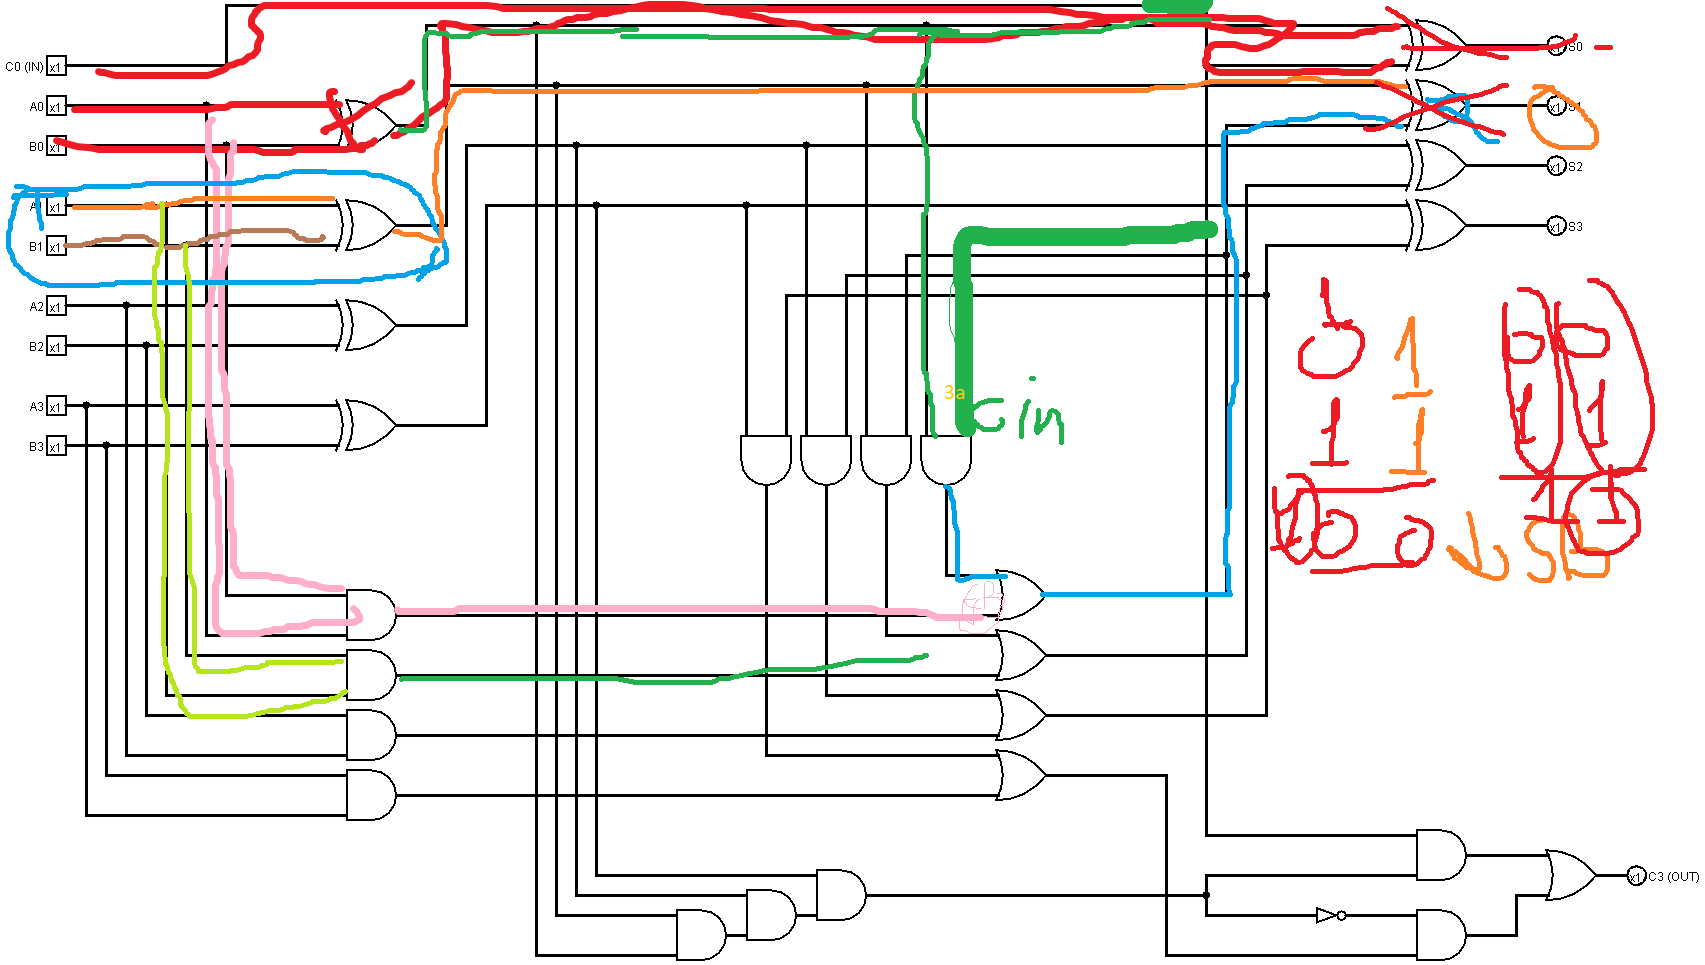 C0 (IN) x1
x1 S0
A0 x1
x1
B0 x1
x1 S2
x1
B1 x1
x1 S3
A2 x1
B2 x1
3a
Cin
A3 x1
B3 x1
0 1 0 0
1 1 1 1
1 0 0 1 1
x1 C3 (OUT)